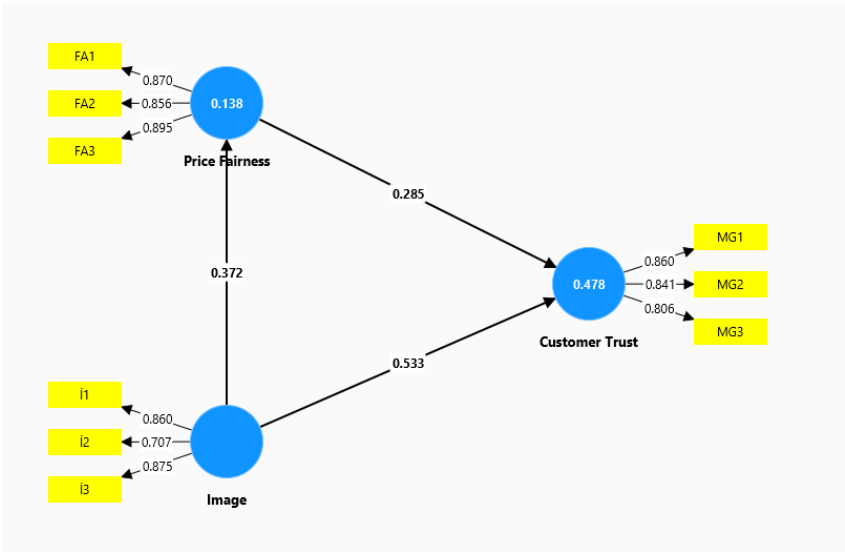 FA1
0.870
FA2
0.856
0.138
FA3
0.895
Price Fairness
0.285
MG1
0.860
0.372
MG2
0.841
0.478
MG3
0.806
Customer Trust
0.533
İ1
0.860
İ2
0.707
İ3
0.875
Image